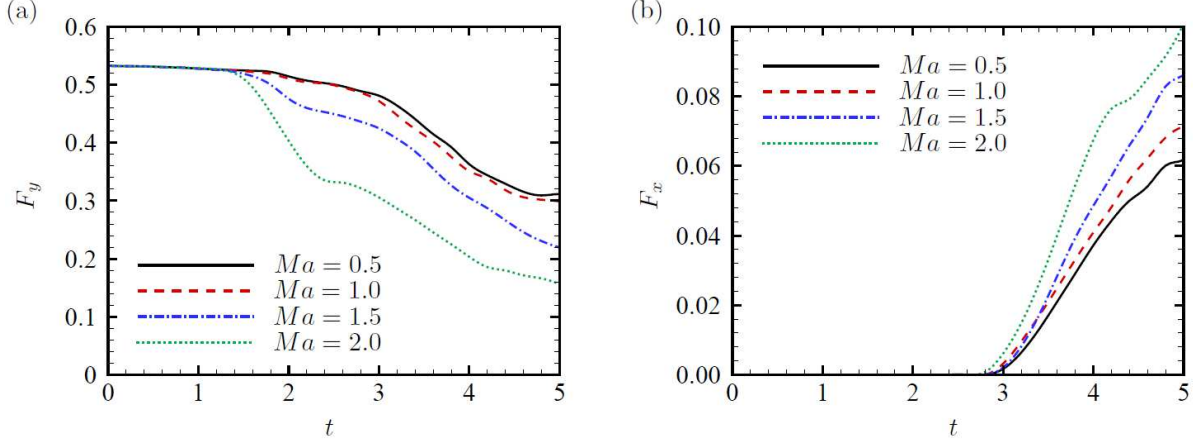 (a)
0.6
0.5
0.4
0.3
0.2
0.1
0
F_y
Ma = 0.5
Ma = 1.0
Ma = 1.5
Ma = 2.0
0 1 2 3 4 5
t
(b)
0.10
0.08
0.06
0.04
0.02
0.00
F_x
Ma = 0.5
Ma = 1.0
Ma = 1.5
Ma = 2.0
0 1 2 3 4 5
t